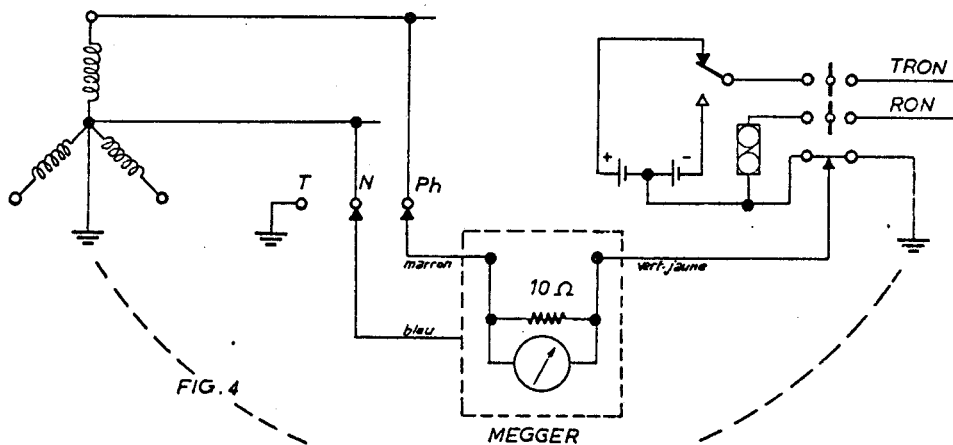 TRON
RON
+
-
T
N
Ph
marron
vert.jaune
10 Ω
bleu
FIG. 4
MEGGER